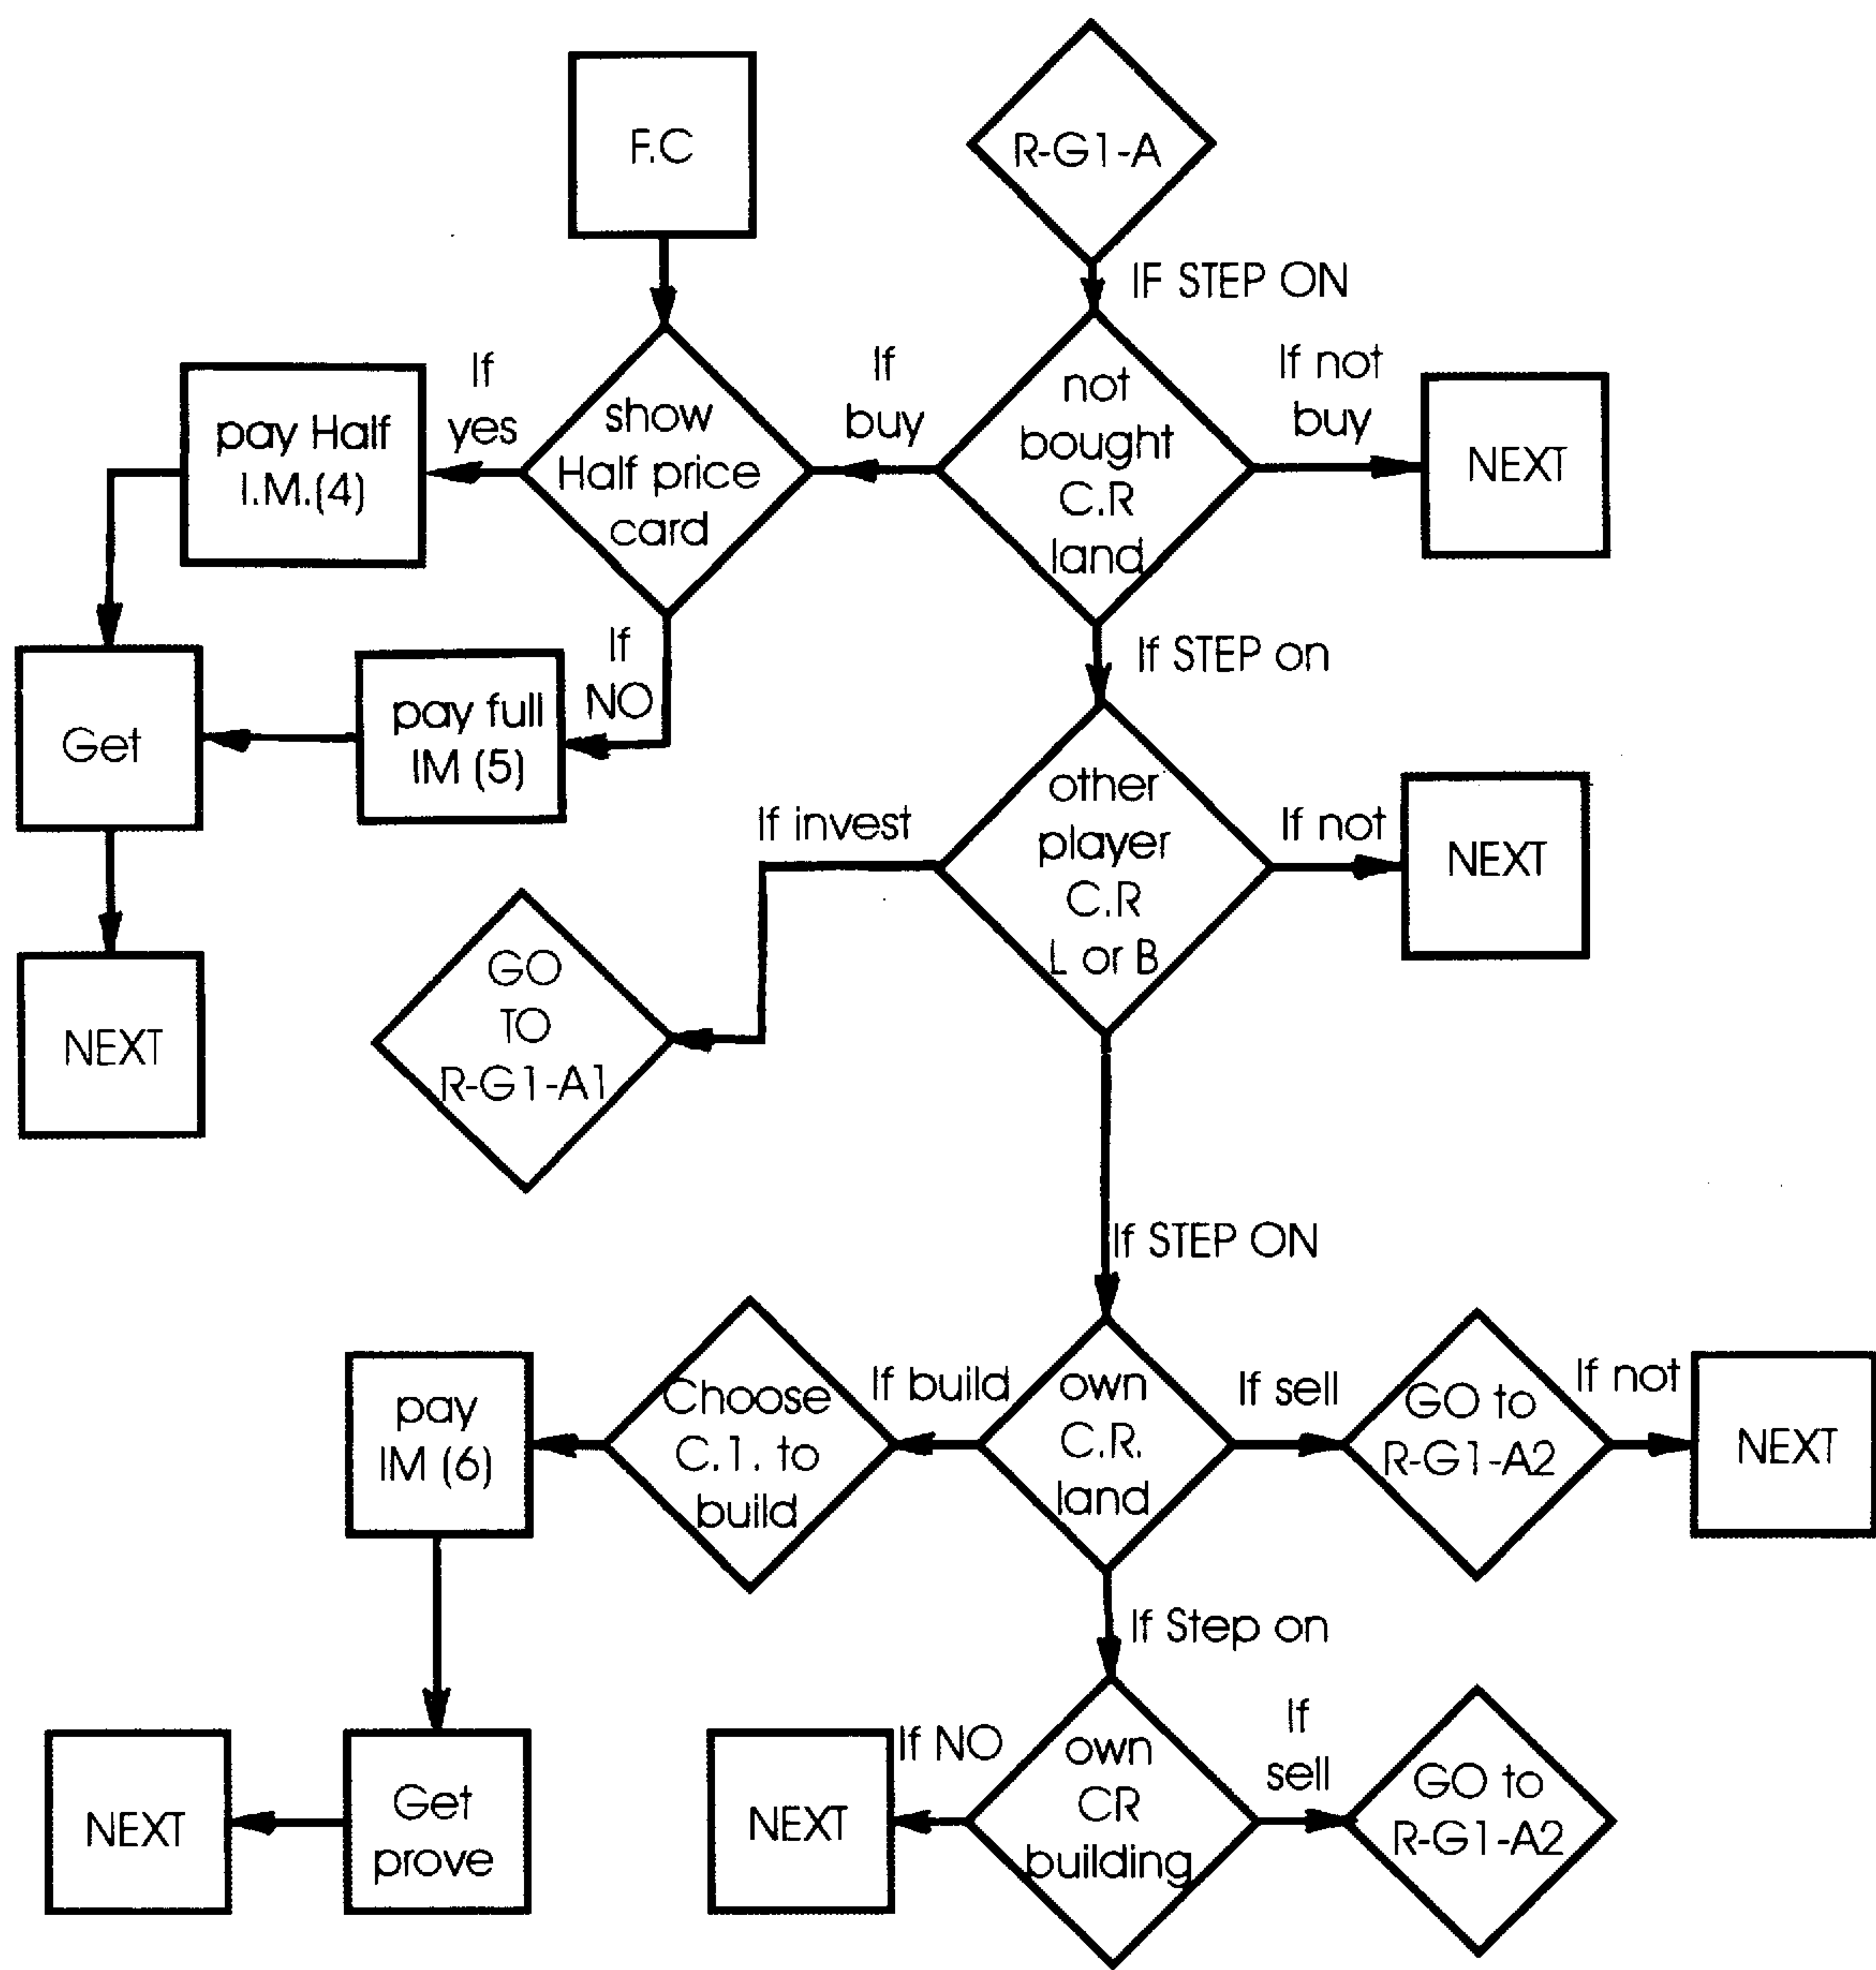 F.C
R-G1-A
IF STEP ON
If
yes
If
buy
If not
buy
pay Half
I.M.(4)
show
Half price
card
not
bought
C.R
land
NEXT
If
NO
If STEP on
Get
pay full
IM (5)
If invest
other
player
C.R
L or B
If not
NEXT
NEXT
GO
TO
R-G1-A1
If STEP ON
pay
IM (6)
Choose
C.1. to
build
If build
own
C.R.
land
If sell
GO to
R-G1-A2
If not
NEXT
If Step on
NEXT
Get
prove
NEXT
If NO
own
CR
building
If
sell
GO to
R-G1-A2